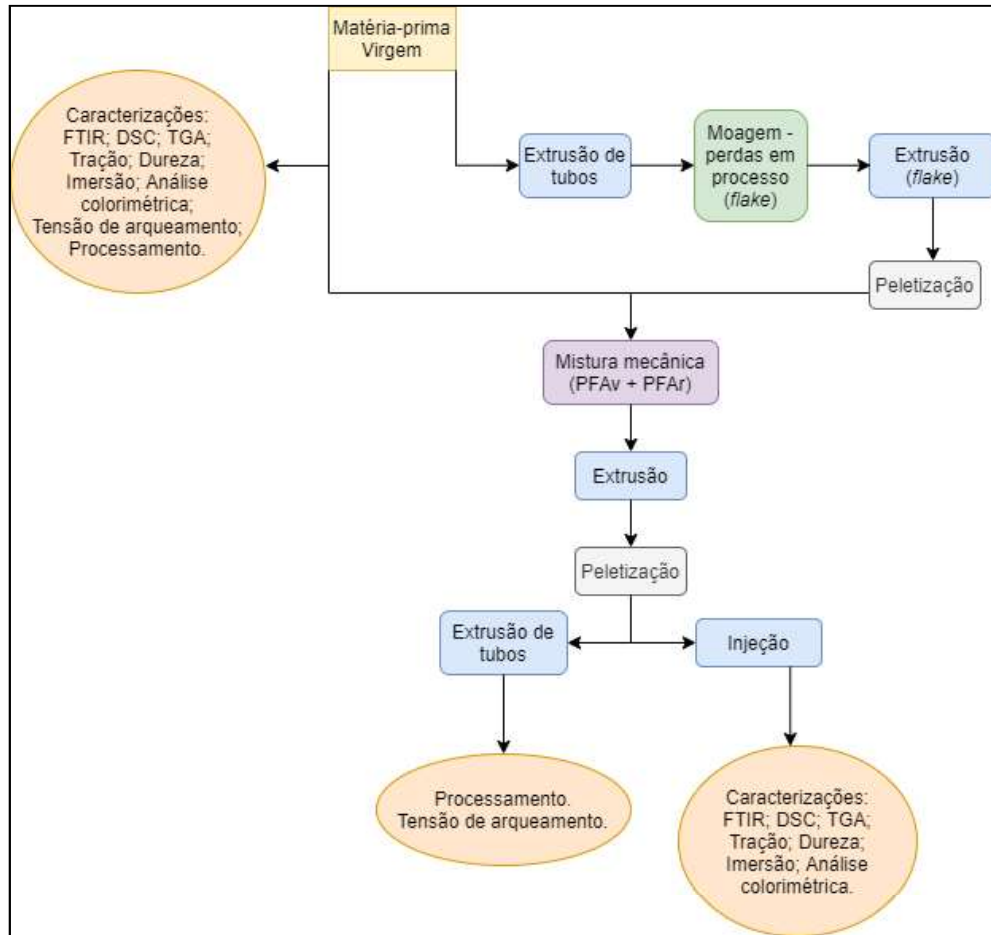 Matéria-prima
Virgem
Caracterizações:
FTIR; DSC; TGA;
Tração; Dureza;
Imersão; Análise
colorimétrica;
Tensão de arqueamento;
Processamento.
Extrusão de
tubos
Moagem -
perdas em
processo
(flake)
Extrusão
(flake)
Peletização
Mistura mecânica
(PFAv + PFAr)
Extrusão
Peletização
Extrusão de
tubos
Injeção
Processamento.
Tensão de arqueamento.
Caracterizações:
FTIR; DSC; TGA;
Tração; Dureza;
Imersão; Análise
colorimétrica.